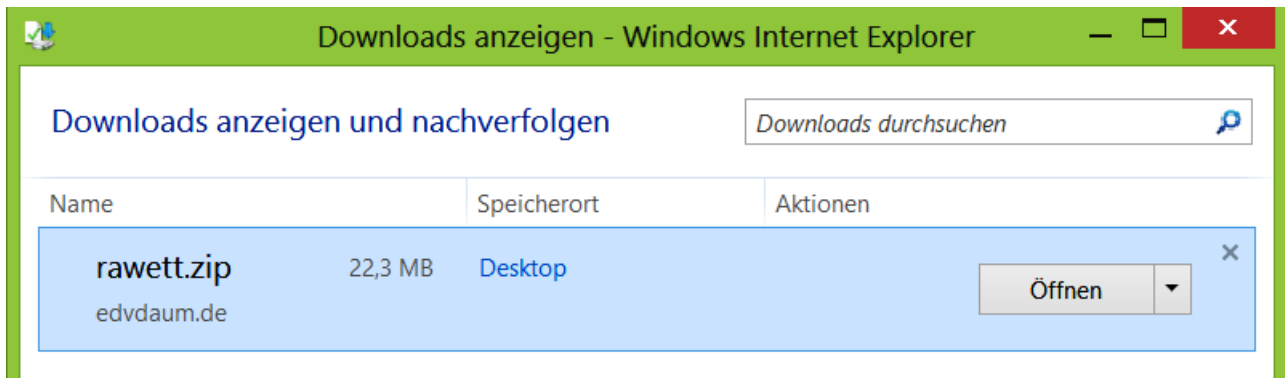 Downloads anzeigen - Windows Internet Explorer
Downloads anzeigen und nachverfolgen
Downloads durchsuchen
Name Speicherort Aktionen
rawett.zip 22,3 MB Desktop
Öffnen
edvdaum.de